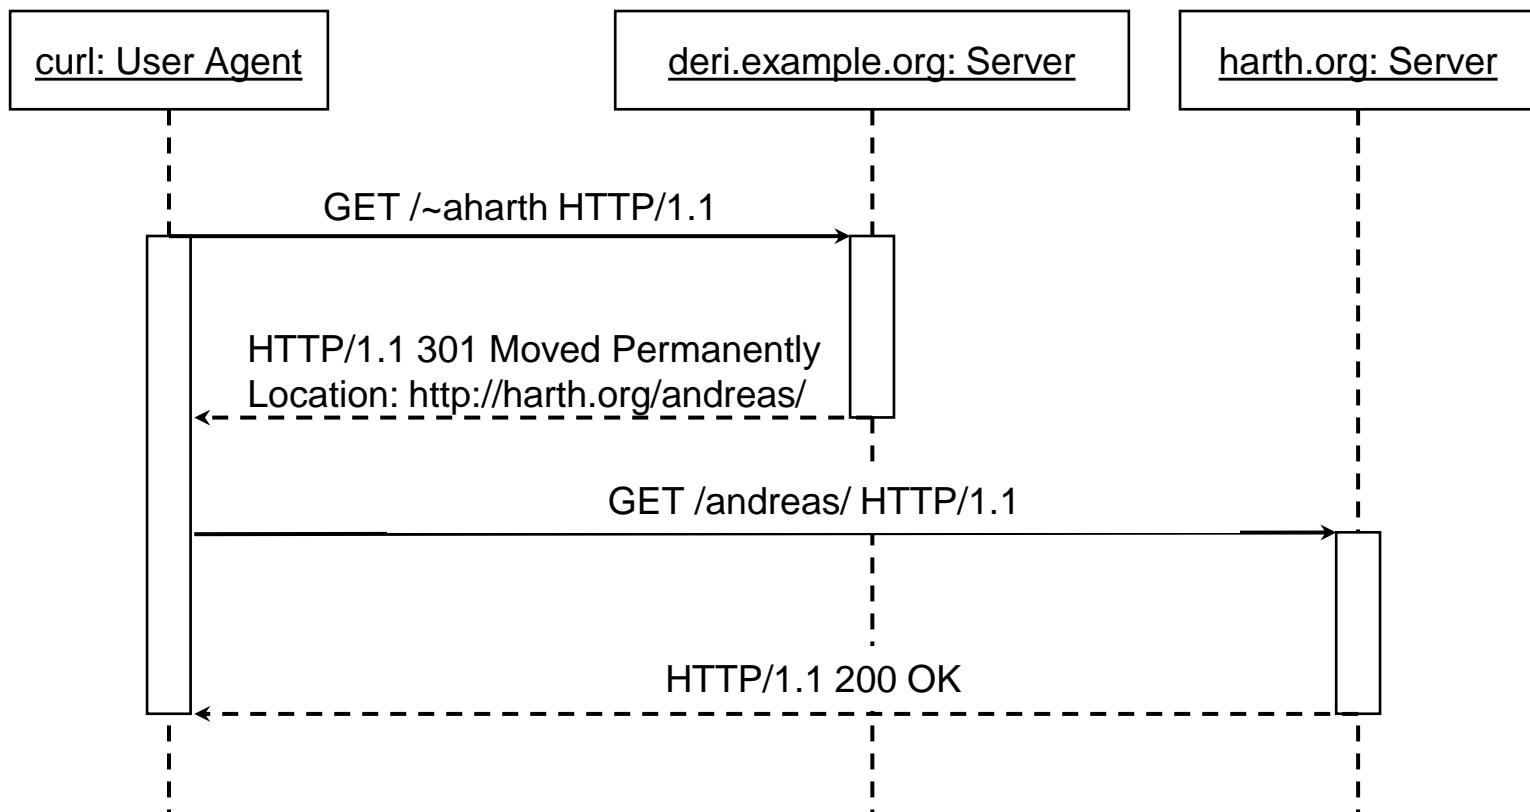 curl: User Agent
deri.example.org: Server
harth.org: Server
GET /~aharth HTTP/1.1
HTTP/1.1 301 Moved Permanently
Location: http://harth.org/andreas/
GET /andreas/ HTTP/1.1
HTTP/1.1 200 OK